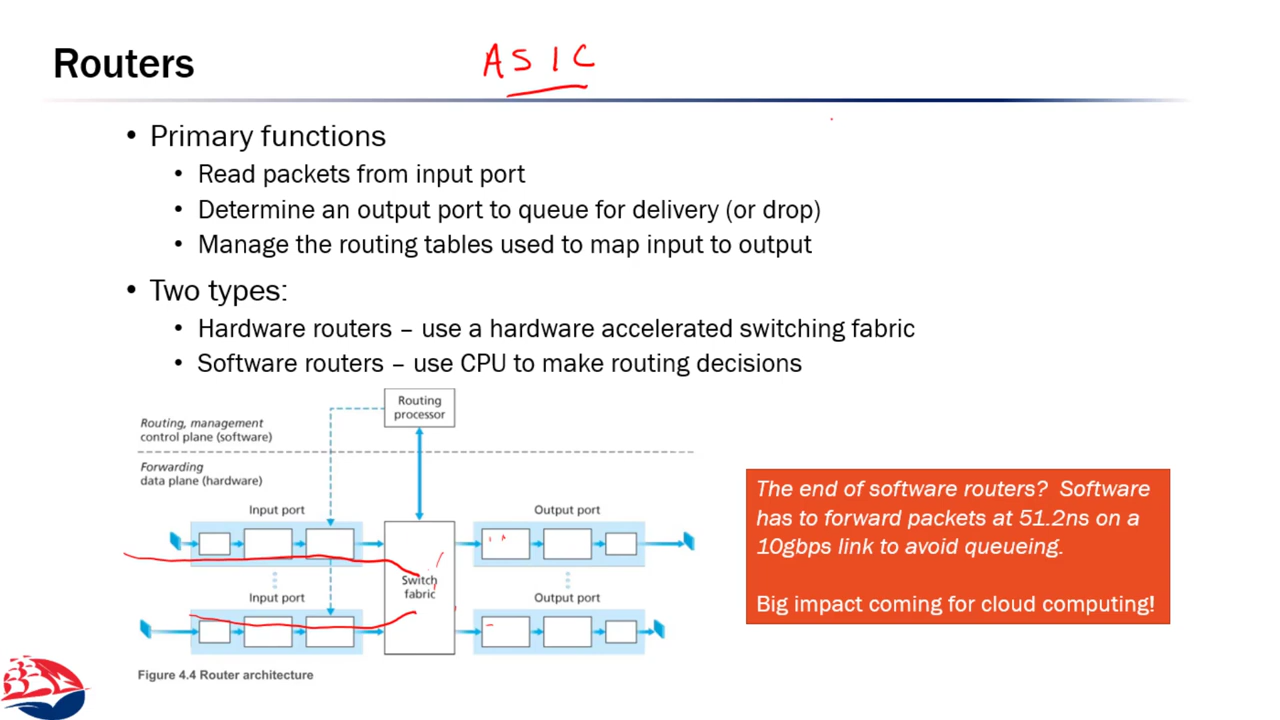 Routers
ASIC
• Primary functions
• Read packets from input port
• Determine an output port to queue for delivery (or drop)
• Manage the routing tables used to map input to output
• Two types:
• Hardware routers – use a hardware accelerated switching fabric
• Software routers – use CPU to make routing decisions
Routing
processor
Routing, management
control plane (software)
Forwarding
data plane (hardware)
Input port
Output port
Switch
fabric
Input port
Output port
Figure 4.4 Router architecture
The end of software routers? Software
has to forward packets at 51.2ns on a
10gbps link to avoid queueing.
Big impact coming for cloud computing!